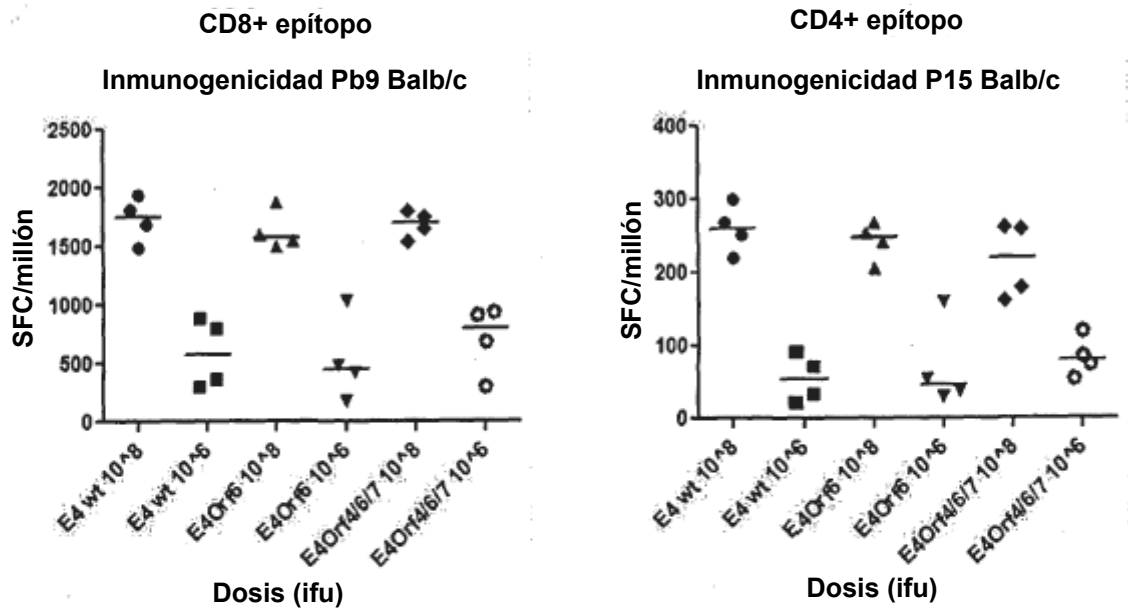 CD8+ epítopo
Inmunogenicidad Pb9 Balb/c
SFC/millón
2500
2000
1500
1000
500
0
E4 wt 10^8
E4 wt 10^6
E4Orf6 10^8
E4Orf6 10^6
E4Orf4/6/7 10^8
E4Orf4/6/7 10^6
Dosis (ifu)
CD4+ epítopo
Inmunogenicidad P15 Balb/c
SFC/millón
400
300
200
100
0
E4 wt 10^8
E4 wt 10^6
E4Orf6 10^8
E4Orf6 10^6
E4Orf4/6/7 10^8
E4Orf4/6/7 10^6
Dosis (ifu)